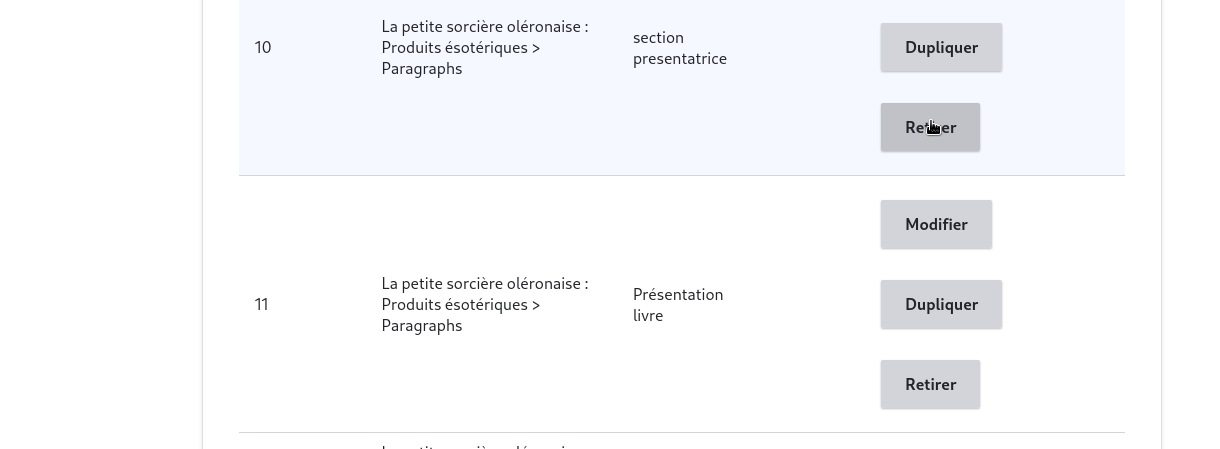 10
La petite sorcière oléronaise :
Produits ésotériques >
Paragraphs
section
presentatrice
Dupliquer
Retirer
11
La petite sorcière oléronaise :
Produits ésotériques >
Paragraphs
Présentation
livre
Modifier
Dupliquer
Retirer